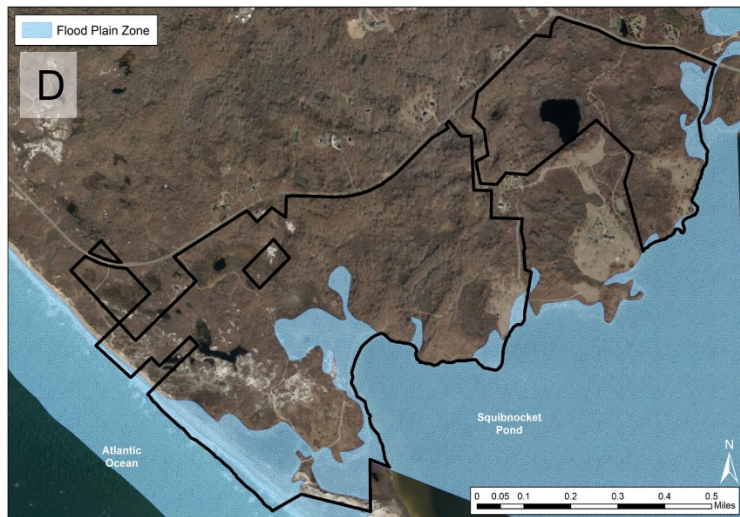 Flood Plain Zone
D
Squibnocket
Pond
Atlantic
Ocean
N
0 0.05 0.1 0.2 0.3 0.4 0.5
Miles